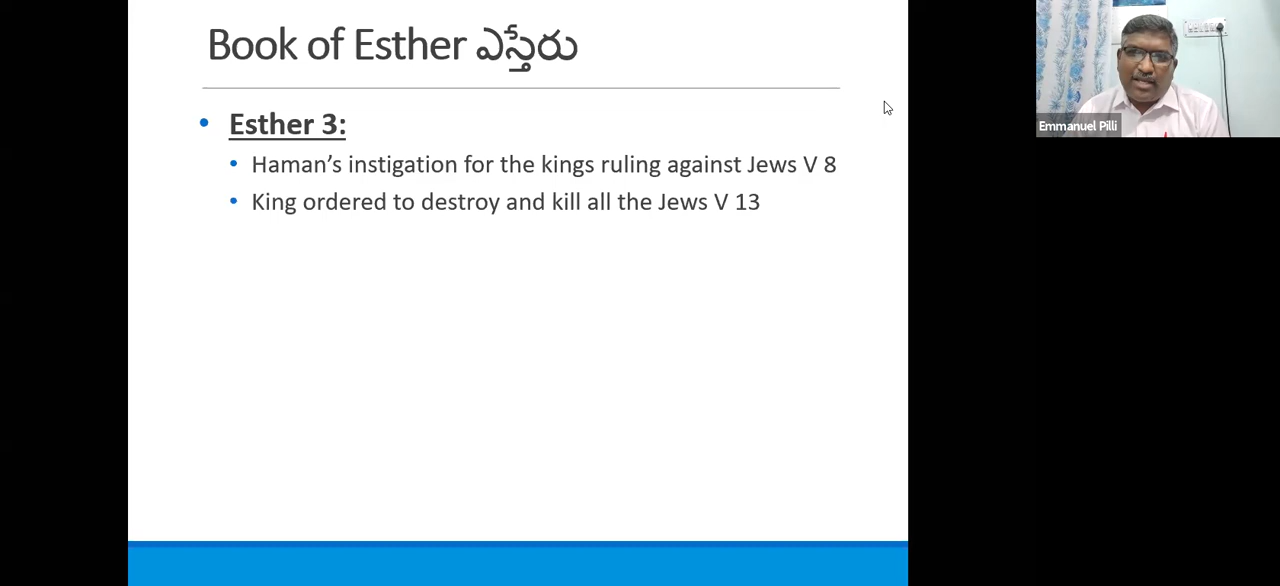 Book of Esther ఎస్తేరు
Esther 3:
Haman's instigation for the kings ruling against Jews V 8
King ordered to destroy and kill all the Jews V 13
Emmanuel Pilli